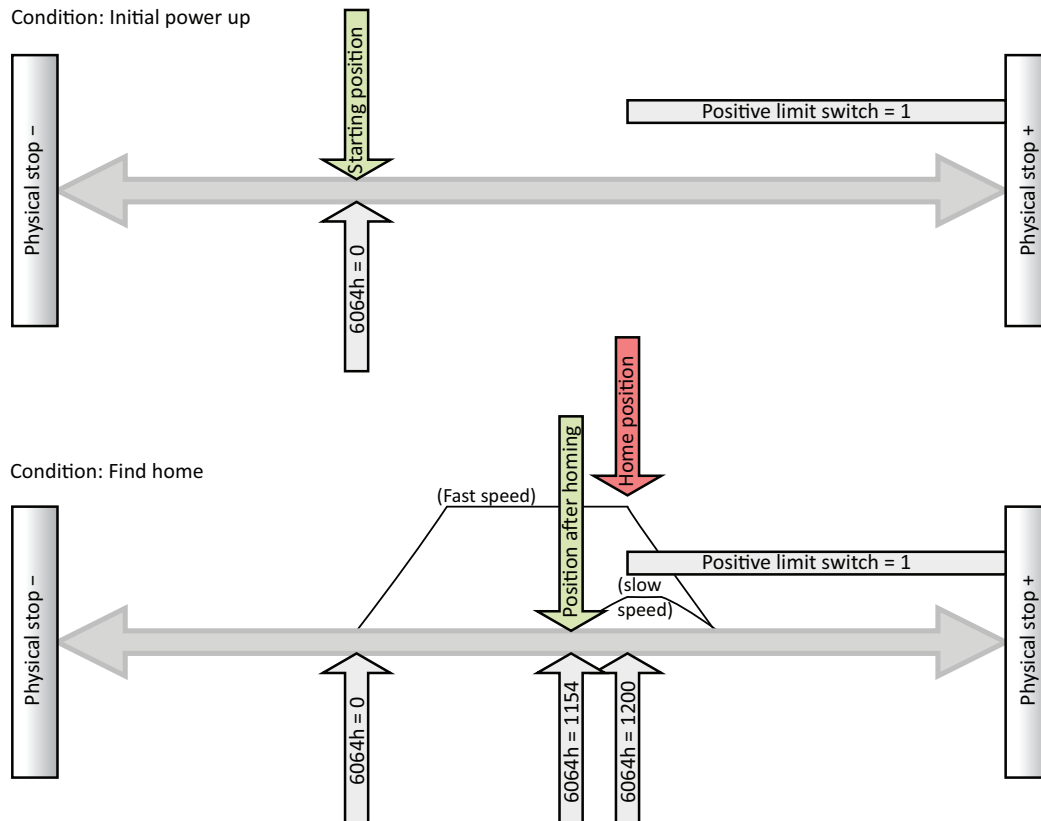 Condition: Initial power up
Starting position
Positive limit switch = 1
Physical stop −
Physical stop +
6064h = 0
Home position
Position after homing
Condition: Find home
(Fast speed)
Positive limit switch = 1
(slow
speed)
Physical stop −
Physical stop +
6064h = 0
6064h = 1154
6064h = 1200